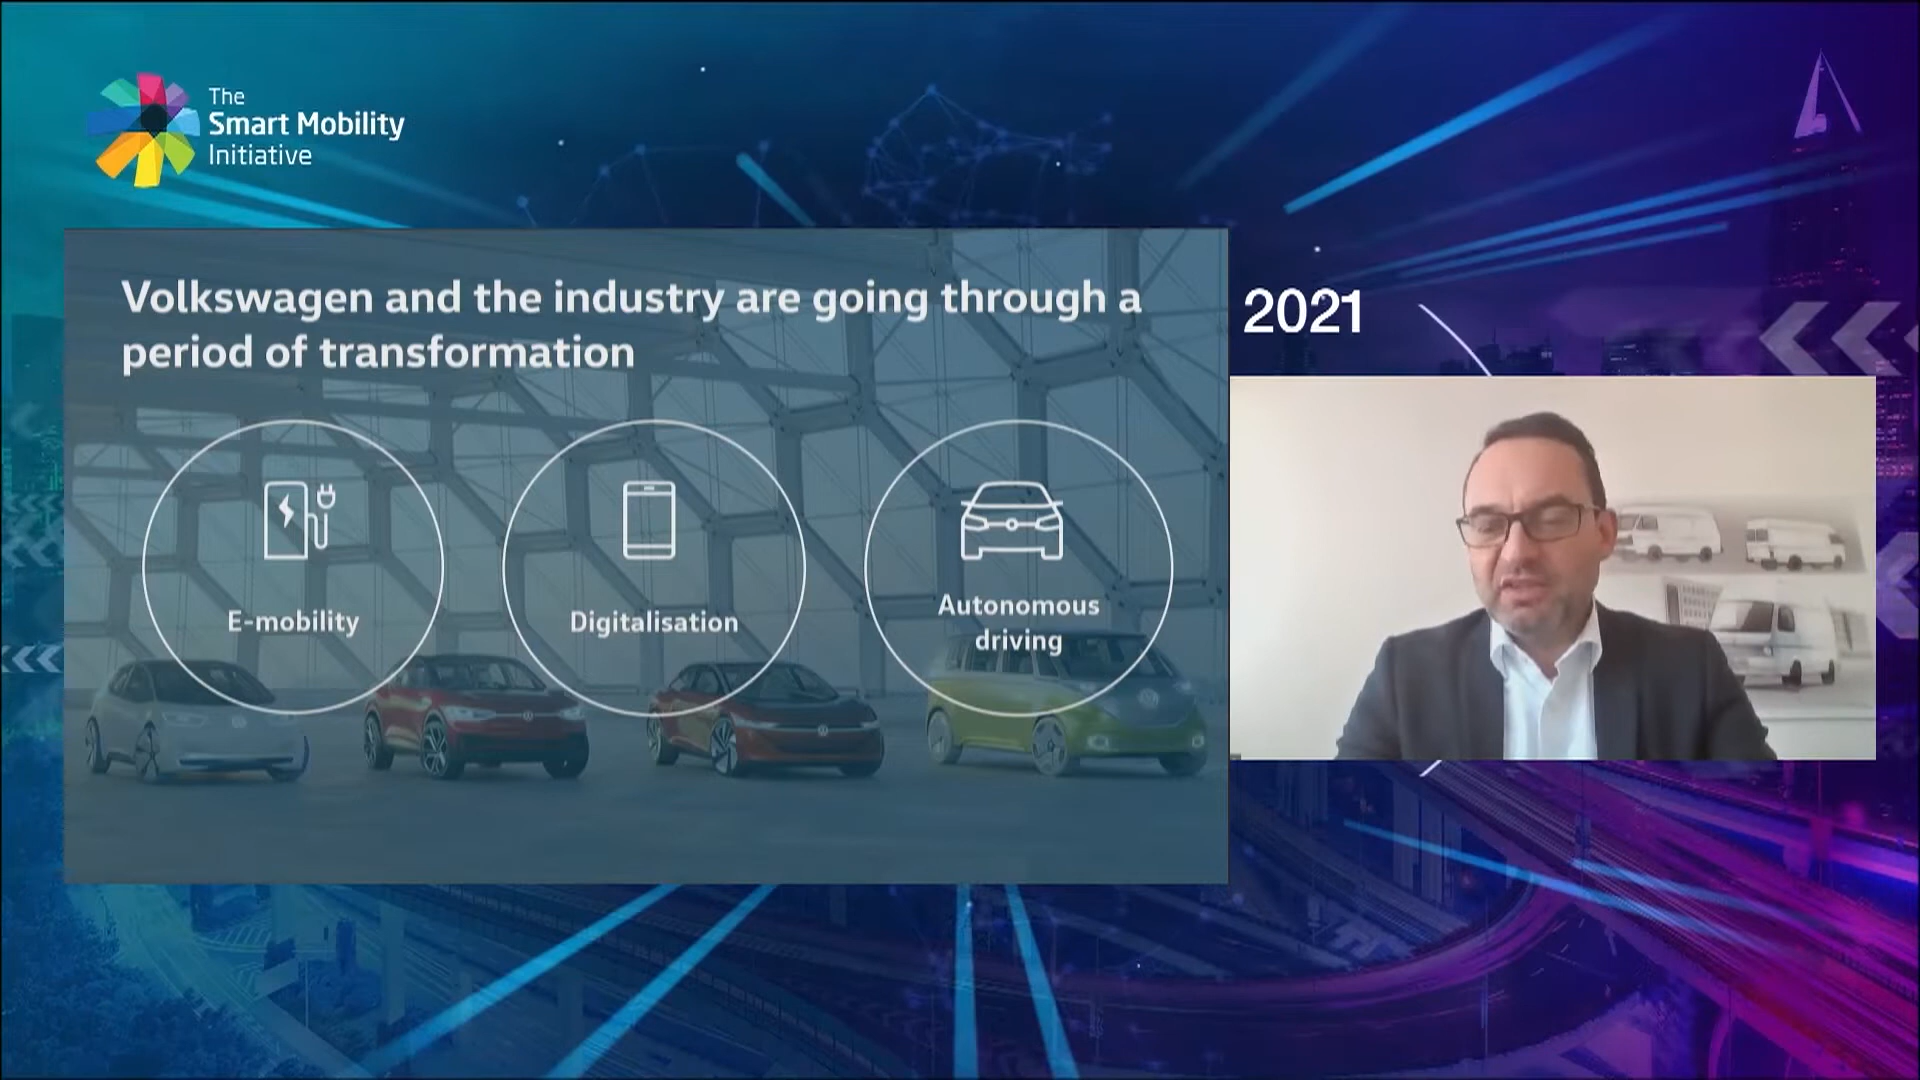 The
Smart Mobility
Initiative
Volkswagen and the industry are going through a
period of transformation
2021
E-mobility
Digitalisation
Autonomous
driving